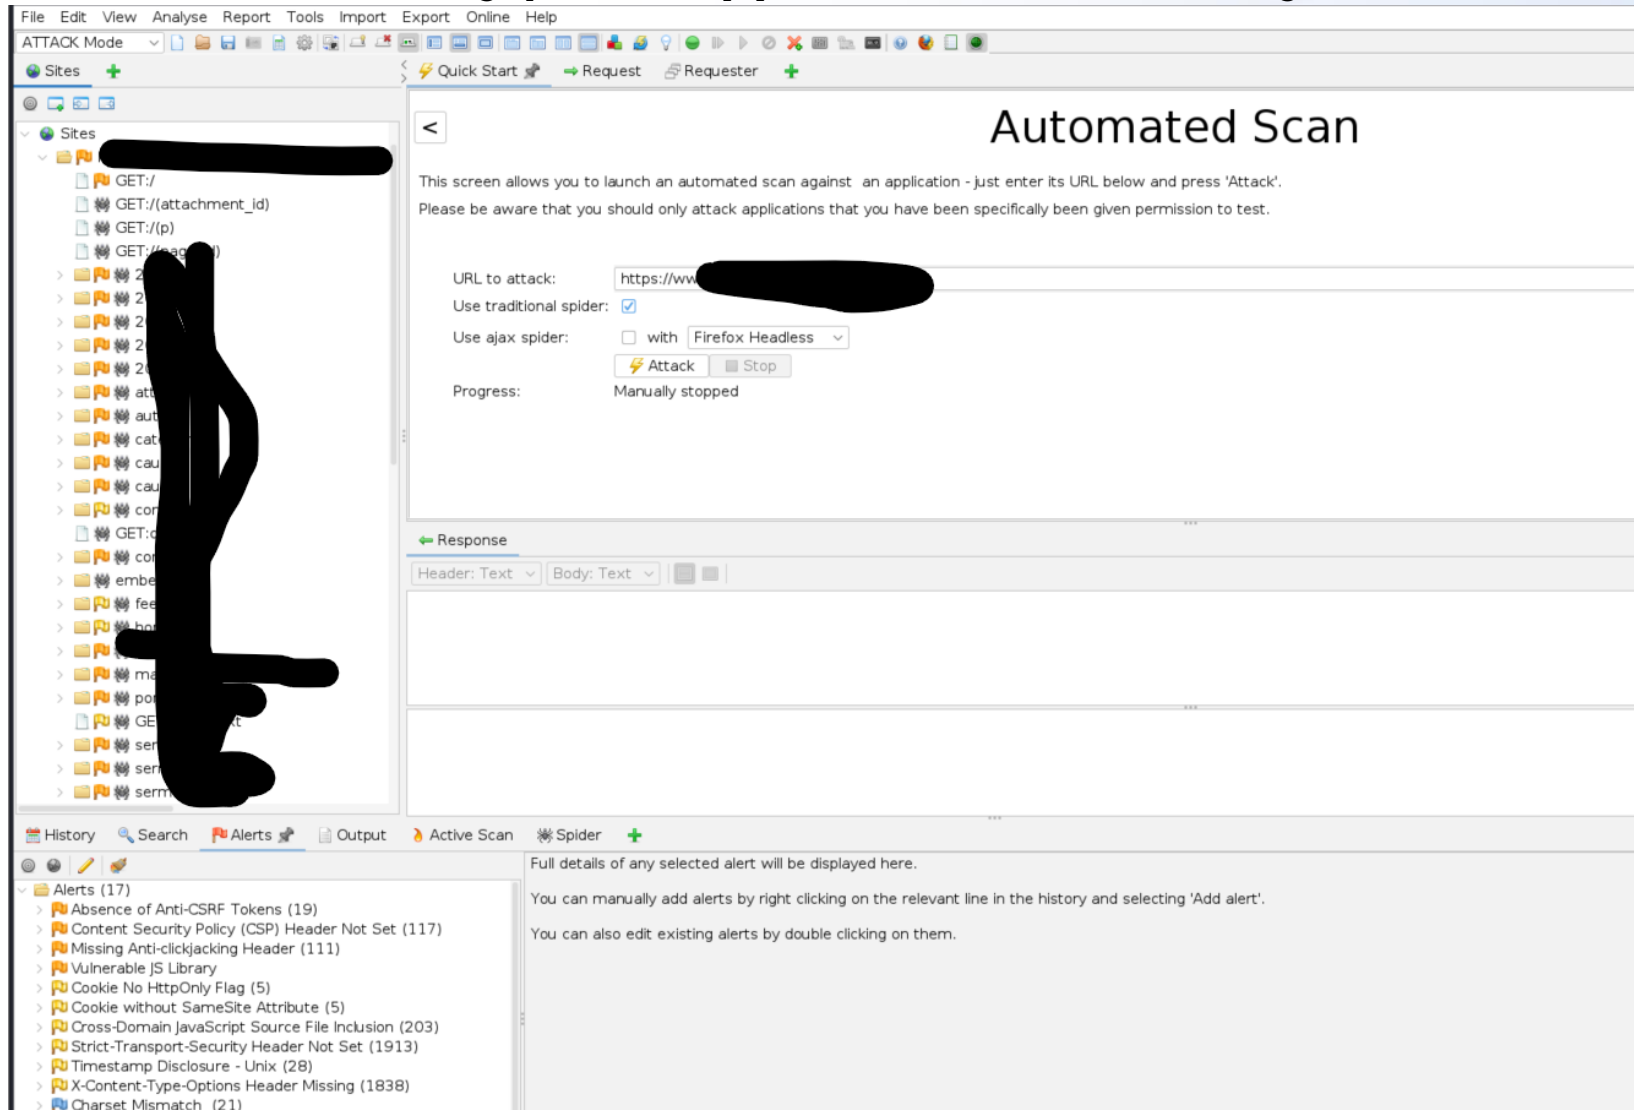 File Edit View Analyse Report Tools Import Export Online Help
ATTACK Mode
Sites
Quick Start Request Requester
Sites
GET:/
GET:/(attachment_id)
GET:/(p)
GET:/
GET:
Automated Scan
<
This screen allows you to launch an automated scan against an application - just enter its URL below and press 'Attack'.
Please be aware that you should only attack applications that you have been specifically been given permission to test.
URL to attack: https://ww
Use traditional spider:
Use ajax spider: with Firefox Headless
Attack Stop
Progress: Manually stopped
Response
Header: Text Body: Text
History Search Alerts Output Active Scan Spider
Alerts (17)
Absence of Anti-CSRF Tokens (19)
Content Security Policy (CSP) Header Not Set (117)
Missing Anti-clickjacking Header (111)
Vulnerable JS Library
Cookie No HttpOnly Flag (5)
Cookie without SameSite Attribute (5)
Cross-Domain JavaScript Source File Inclusion (203)
Strict-Transport-Security Header Not Set (1913)
Timestamp Disclosure - Unix (28)
X-Content-Type-Options Header Missing (1838)
Charset Mismatch (21)
Full details of any selected alert will be displayed here.
You can manually add alerts by right clicking on the relevant line in the history and selecting 'Add alert'.
You can also edit existing alerts by double clicking on them.